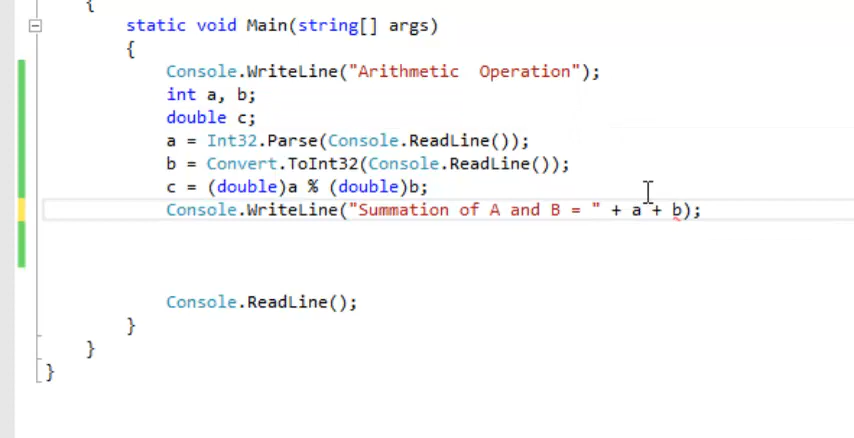 {
static void Main(string[] args)
{
Console.WriteLine("Arithmetic  Operation");
int a, b;
double c;
a = Int32.Parse(Console.ReadLine());
b = Convert.ToInt32(Console.ReadLine());
c = (double)a % (double)b;
Console.WriteLine("Summation of A and B = " + a + b);
Console.ReadLine();
}
}
}